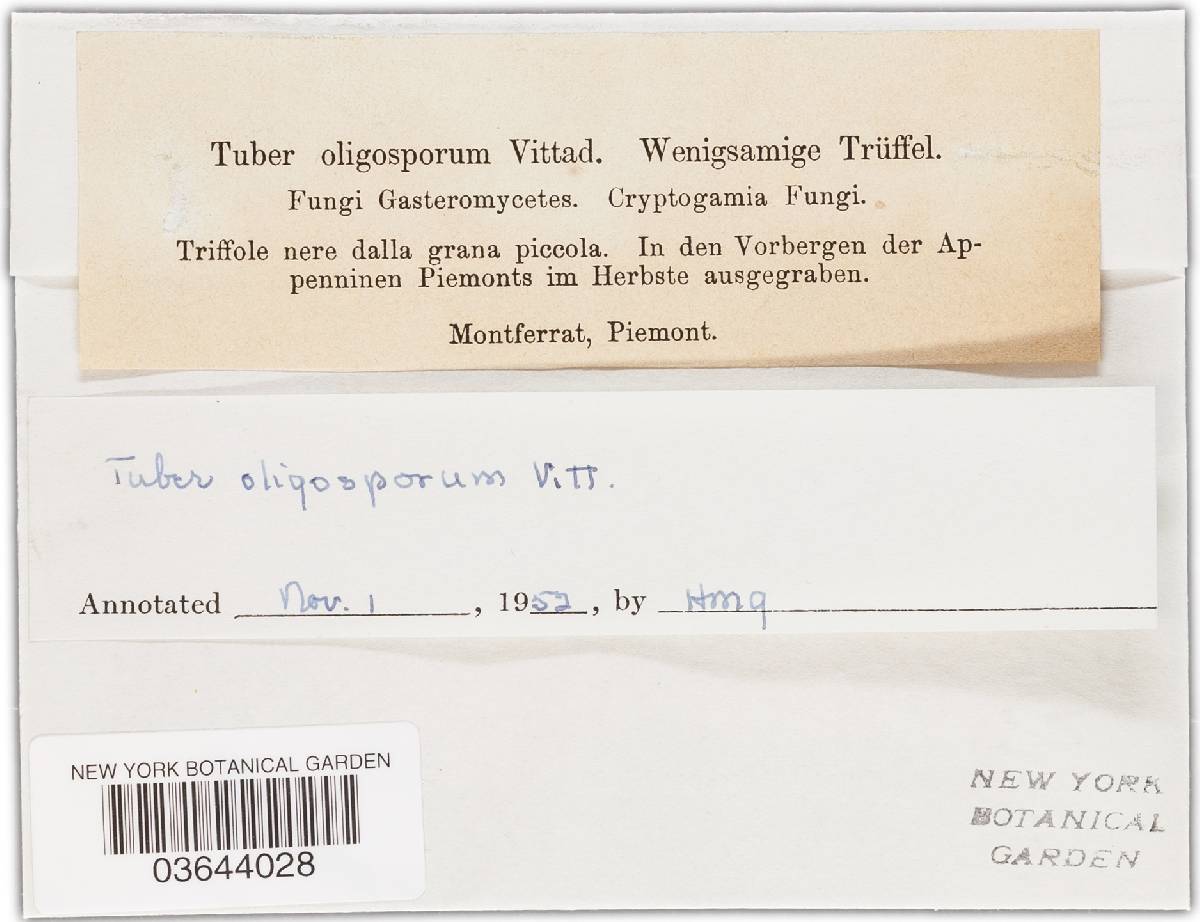 Tuber oligosporum Vittad. Wenigsamige Trüffel.
Fungi Gasteromycetes. Cryptogamia Fungi.
Triffole nere dalla grana piccola. In den Vorbergen der Ap-
penninen Piemonts im Herbste ausgegraben.
Montferrat, Piemont.
Tuber oligosporum Vitt.
Annotated Nov. 1, 1952, by Hmg
NEW YORK BOTANICAL GARDEN
03644028
NEW YORK
BOTANICAL
GARDEN